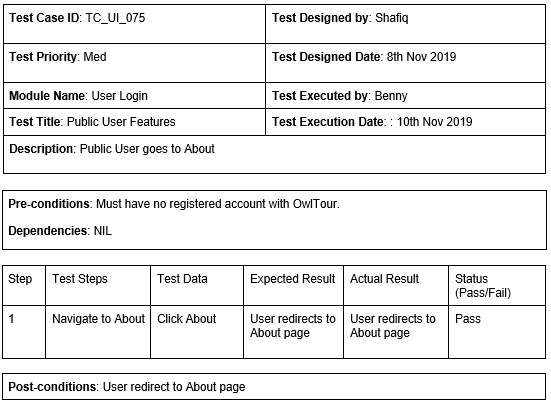 Test Case ID: TC_UI_075
Test Designed by: Shafiq
Test Priority: Med
Test Designed Date: 8th Nov 2019
Module Name: User Login
Test Executed by: Benny
Test Title: Public User Features
Test Execution Date: : 10th Nov 2019
Description: Public User goes to About
Pre-conditions: Must have no registered account with OwlTour.
Dependencies: NIL
Step
Test Steps
Test Data
Expected Result
Actual Result
Status
(Pass/Fail)
1
Navigate to About
Click About
User redirects to
About page
User redirects to
About page
Pass
Post-conditions: User redirect to About page